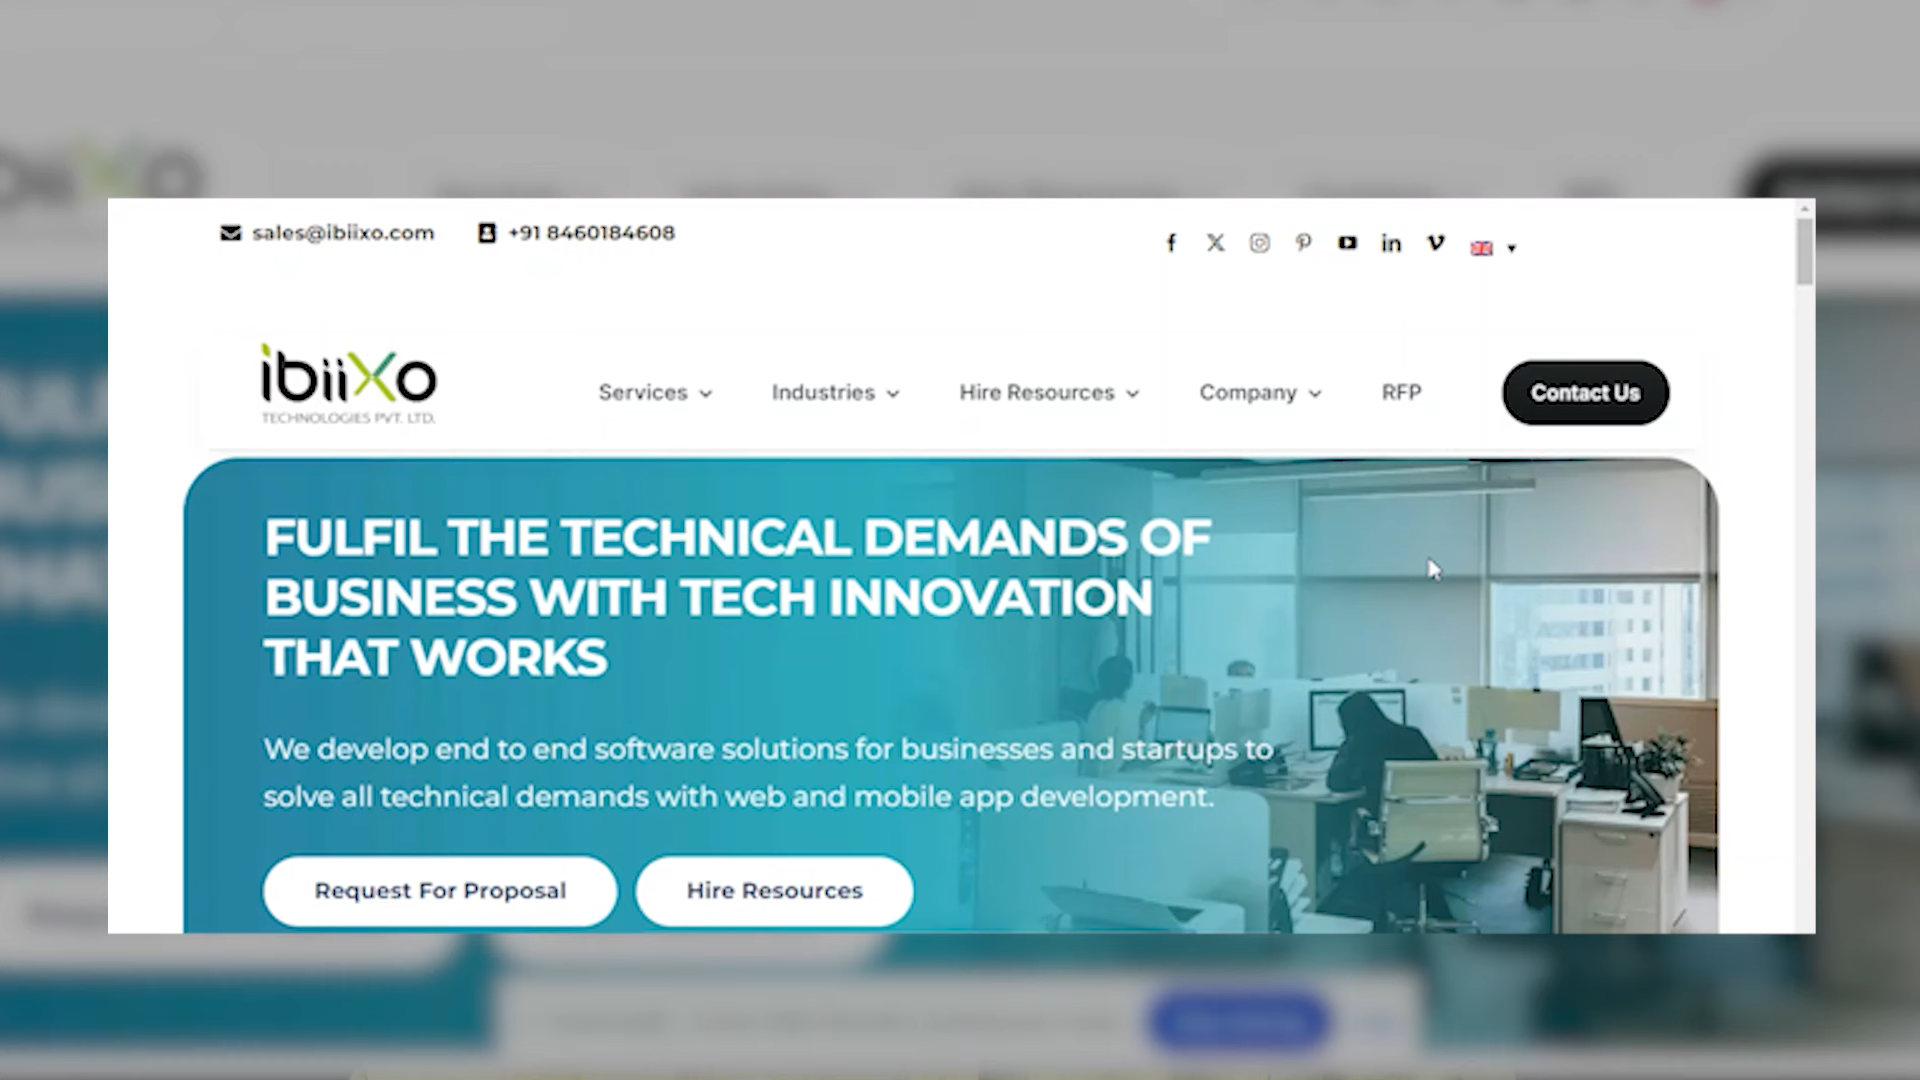 sales@ibiixo.com +91 8460184608
ibiiXo
TECHNOLOGIES PVT. LTD.
Services Industries Hire Resources Company RFP Contact Us
FULFIL THE TECHNICAL DEMANDS OF
BUSINESS WITH TECH INNOVATION
THAT WORKS
We develop end to end software solutions for businesses and startups to
solve all technical demands with web and mobile app development.
Request For Proposal Hire Resources